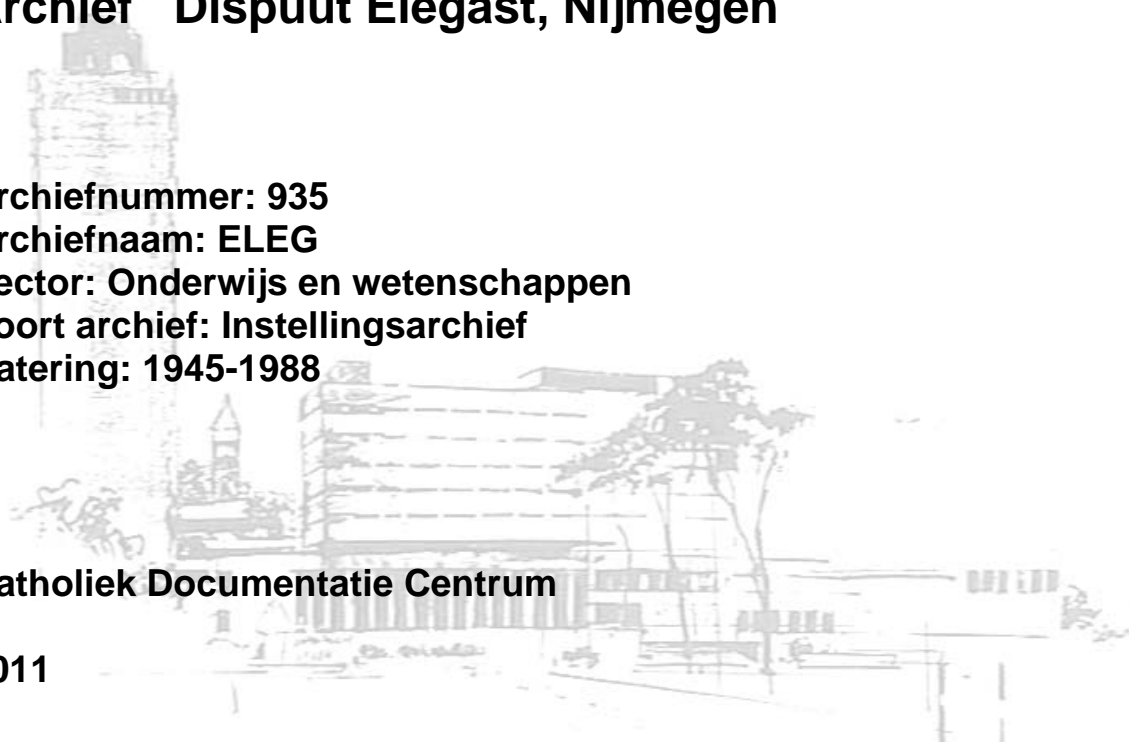 rchief Dispuut Elegast, Nijmegen
rchiefnummer: 935
rchiefnaam: ELEG
ector: Onderwijs en wetenschappen
oort archief: Instellingsarchief
atering: 1945-1988
atholiek Documentatie Centrum
011